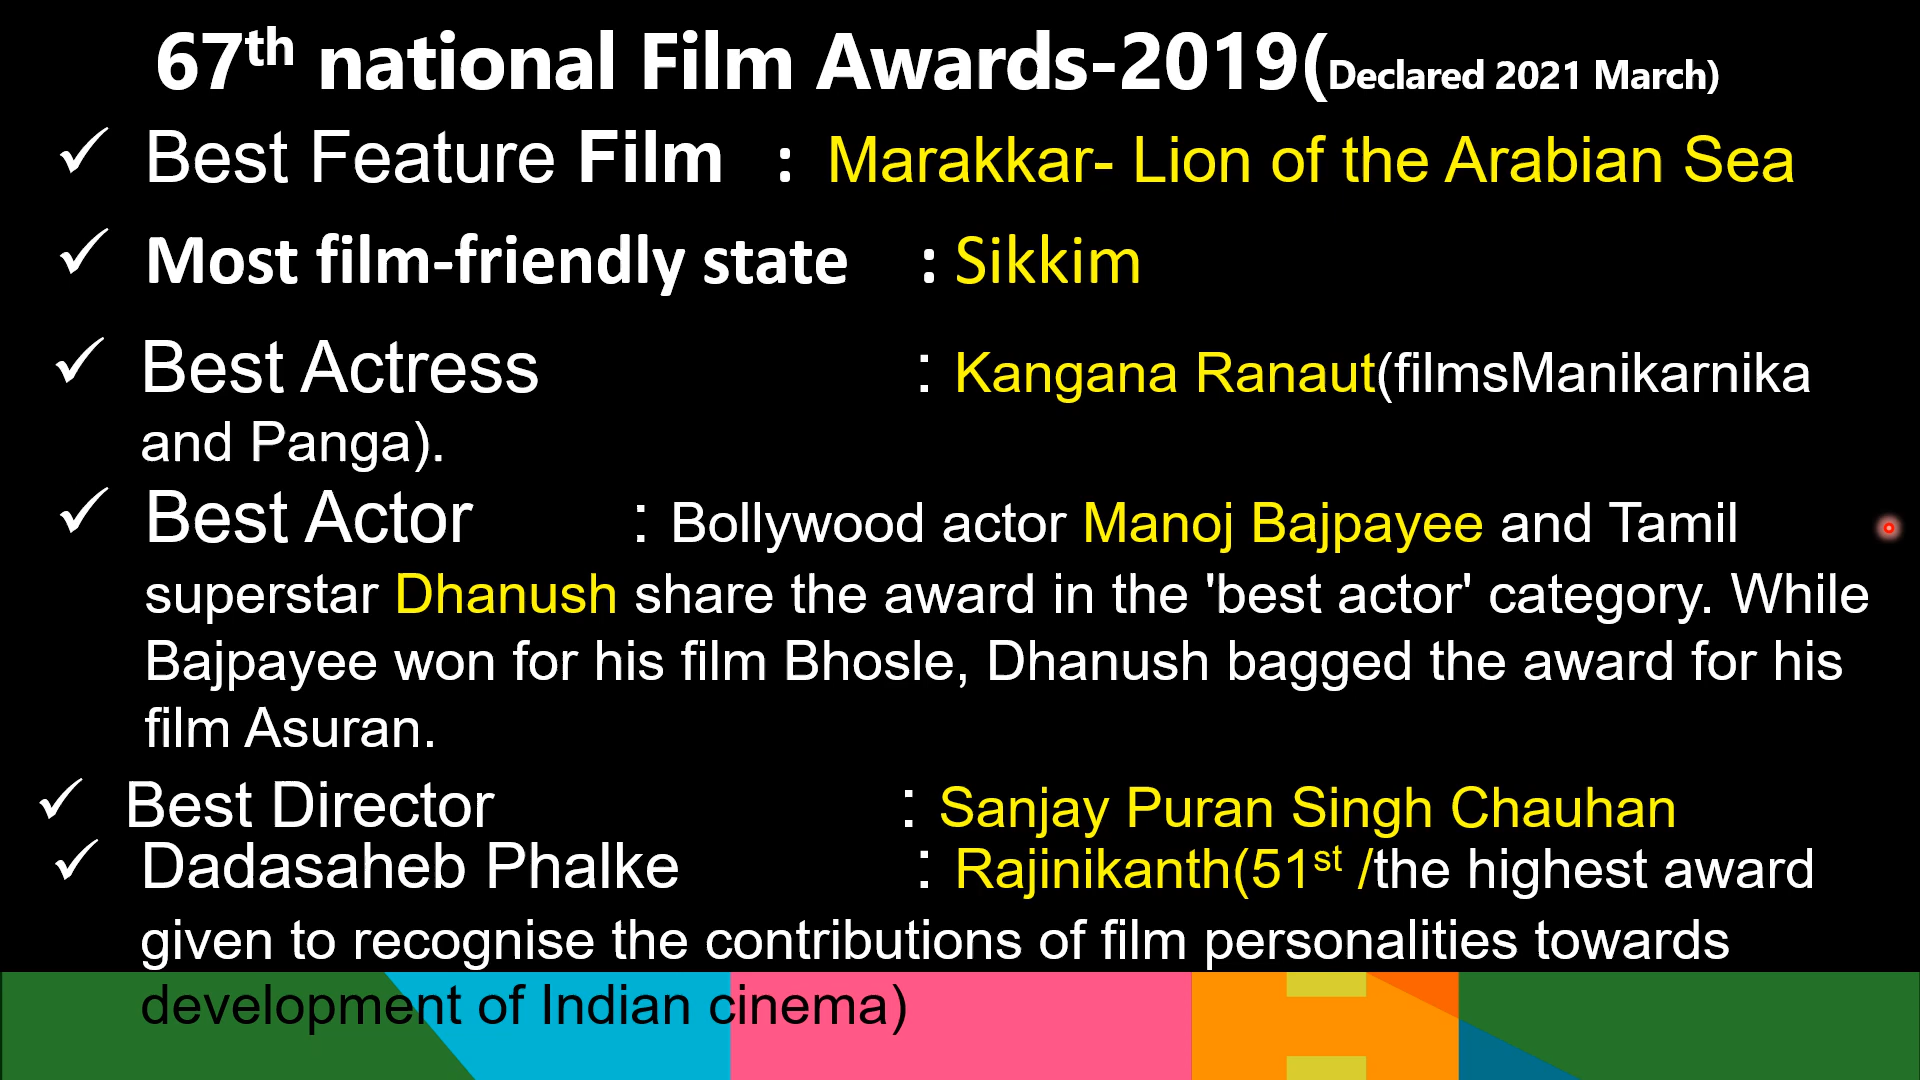 67th national Film Awards-2019(Declared 2021 March)
✓ Best Feature Film : Marakkar- Lion of the Arabian Sea
✓ Most film-friendly state : Sikkim
✓ Best Actress : Kangana Ranaut(filmsManikarnika
and Panga).
✓ Best Actor : Bollywood actor Manoj Bajpayee and Tamil
superstar Dhanush share the award in the 'best actor' category. While
Bajpayee won for his film Bhosle, Dhanush bagged the award for his
film Asuran.
✓ Best Director : Sanjay Puran Singh Chauhan
✓ Dadasaheb Phalke : Rajinikanth(51st /the highest award
given to recognise the contributions of film personalities towards
development of Indian cinema)